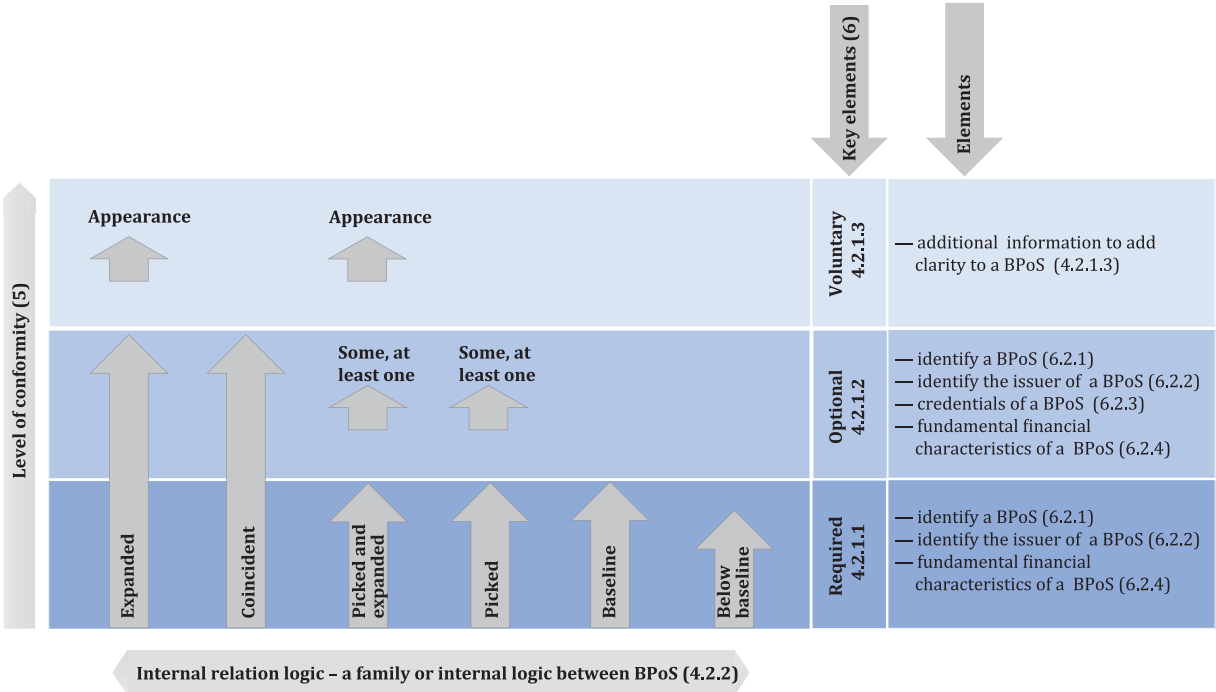 Key elements (6)
Elements
Level of conformity (5)
Appearance
Appearance
Voluntary
4.2.1.3
— additional information to add
clarity to a BPoS (4.2.1.3)
Some, at
least one
Some, at
least one
Optional
4.2.1.2
— identify a BPoS (6.2.1)
— identify the issuer of a BPoS (6.2.2)
— credentials of a BPoS (6.2.3)
— fundamental financial
characteristics of a BPoS (6.2.4)
Expanded
Coincident
Picked and
expanded
Picked
Baseline
Below
baseline
Required
4.2.1.1
— identify a BPoS (6.2.1)
— identify the issuer of a BPoS (6.2.2)
— fundamental financial
characteristics of a BPoS (6.2.4)
Internal relation logic – a family or internal logic between BPoS (4.2.2)